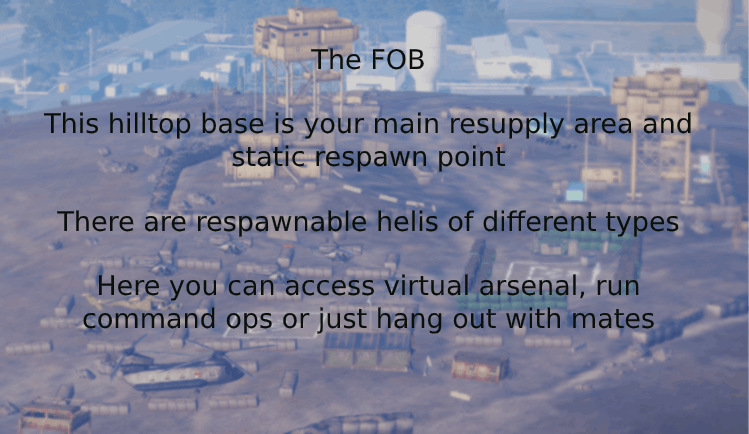 The FOB
This hilltop base is your main resupply area and
static respawn point
There are respawnable helis of different types
Here you can access virtual arsenal, run
command ops or just hang out with mates